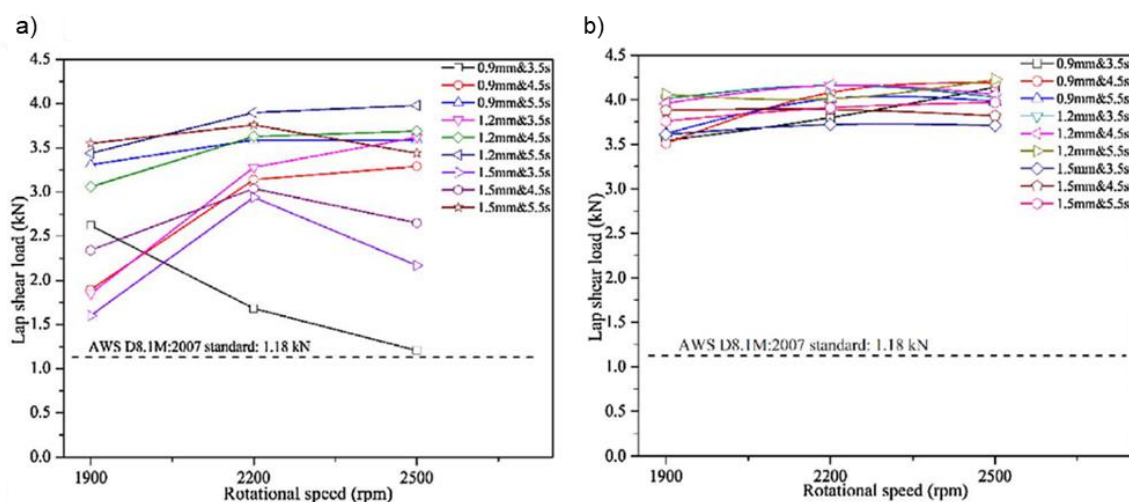 a)
4.5
4.0
3.5
3.0
2.5
2.0
1.5
1.0
0.5
0.0
Lap shear load (kN)
0.9mm&3.5s
0.9mm&4.5s
0.9mm&5.5s
1.2mm&3.5s
1.2mm&4.5s
1.2mm&5.5s
1.5mm&3.5s
1.5mm&4.5s
1.5mm&5.5s
AWS D8.1M:2007 standard: 1.18 kN
1900
2200
2500
Rotational speed (rpm)
b)
4.5
4.0
3.5
3.0
2.5
2.0
1.5
1.0
0.5
0.0
Lap shear load (kN)
0.9mm&3.5s
0.9mm&4.5s
0.9mm&5.5s
1.2mm&3.5s
1.2mm&4.5s
1.2mm&5.5s
1.5mm&3.5s
1.5mm&4.5s
1.5mm&5.5s
AWS D8.1M:2007 standard: 1.18 kN
1900
2200
2500
Rotational speed (rpm)